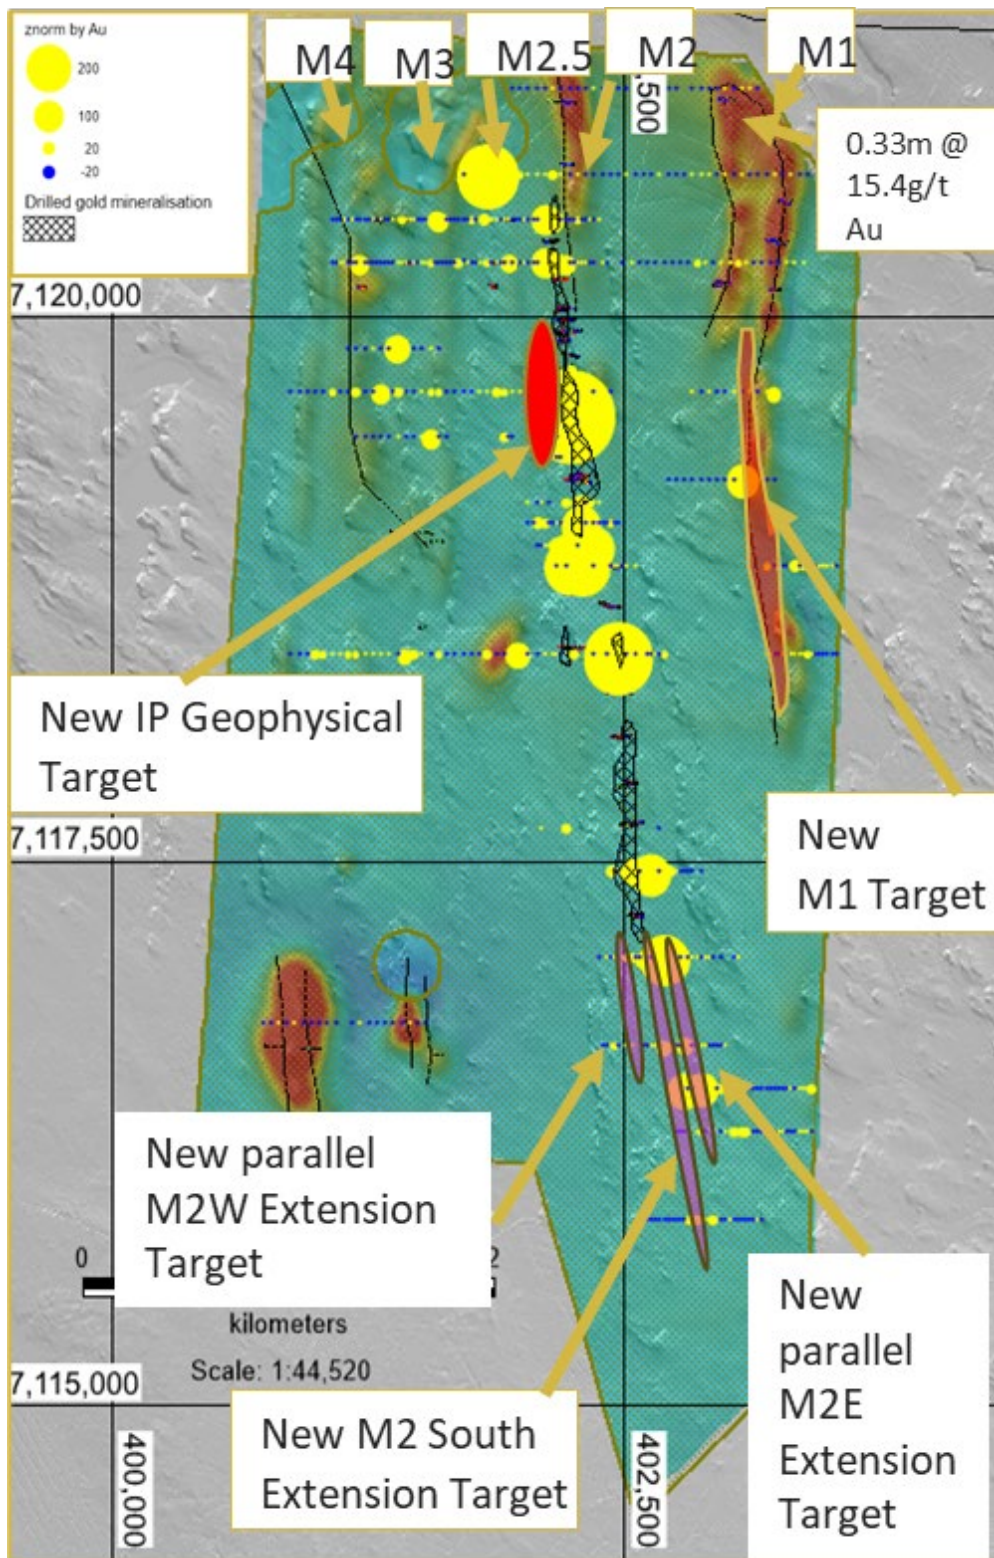 znorm by Au
200
100
20
-20
Drilled gold mineralisation
M4
M3
M2.5
M2
M1
,500
0.33m @
15.4g/t
Au
7,120,000
New IP Geophysical
Target
7,117,500
New
M1 Target
New parallel
M2W Extension
Target
0
2
kilometers
Scale: 1:44,520
New
parallel
M2E
Extension
Target
7,115,000
New M2 South
Extension Target
400,000
402,500